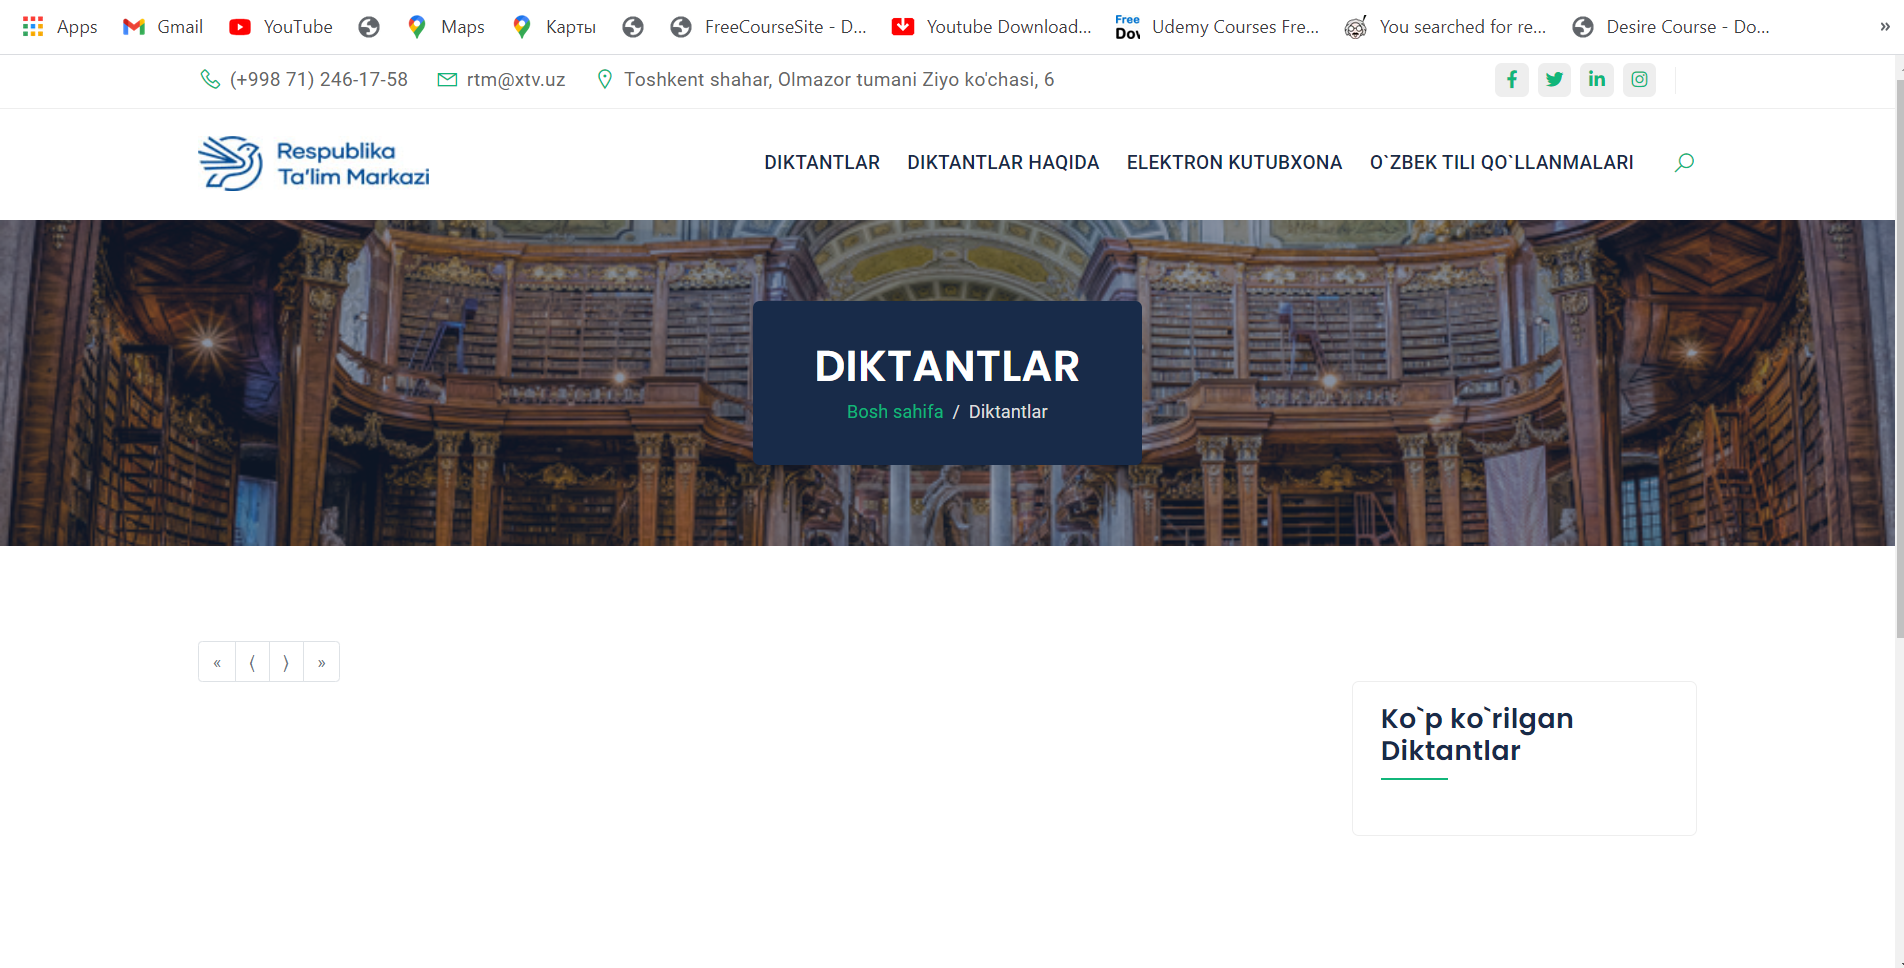 Apps Gmail YouTube Maps Карты FreeCourseSite - D... Youtube Download... Free Dov Udemy Courses Fre... You searched for re... Desire Course - Do... »
(+998 71) 246-17-58 rtm@xtv.uz Toshkent shahar, Olmazor tumani Ziyo ko'chasi, 6
Respublika
Ta'lim Markazi
DIKTANTLAR DIKTANTLAR HAQIDA ELEKTRON KUTUBXONA O`ZBEK TILI QO`LLANMALARI
DIKTANTLAR
Bosh sahifa / Diktantlar
« ⟨ ⟩ »
Ko`p ko`rilgan
Diktantlar